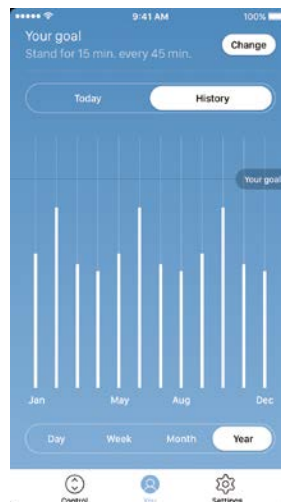 9:41 AM
100%
Your goal
Stand for 15 min. every 45 min.
Change
Today
History
Your goal
Jan
May
Aug
Dec
Day
Week
Month
Year
Control
Settings